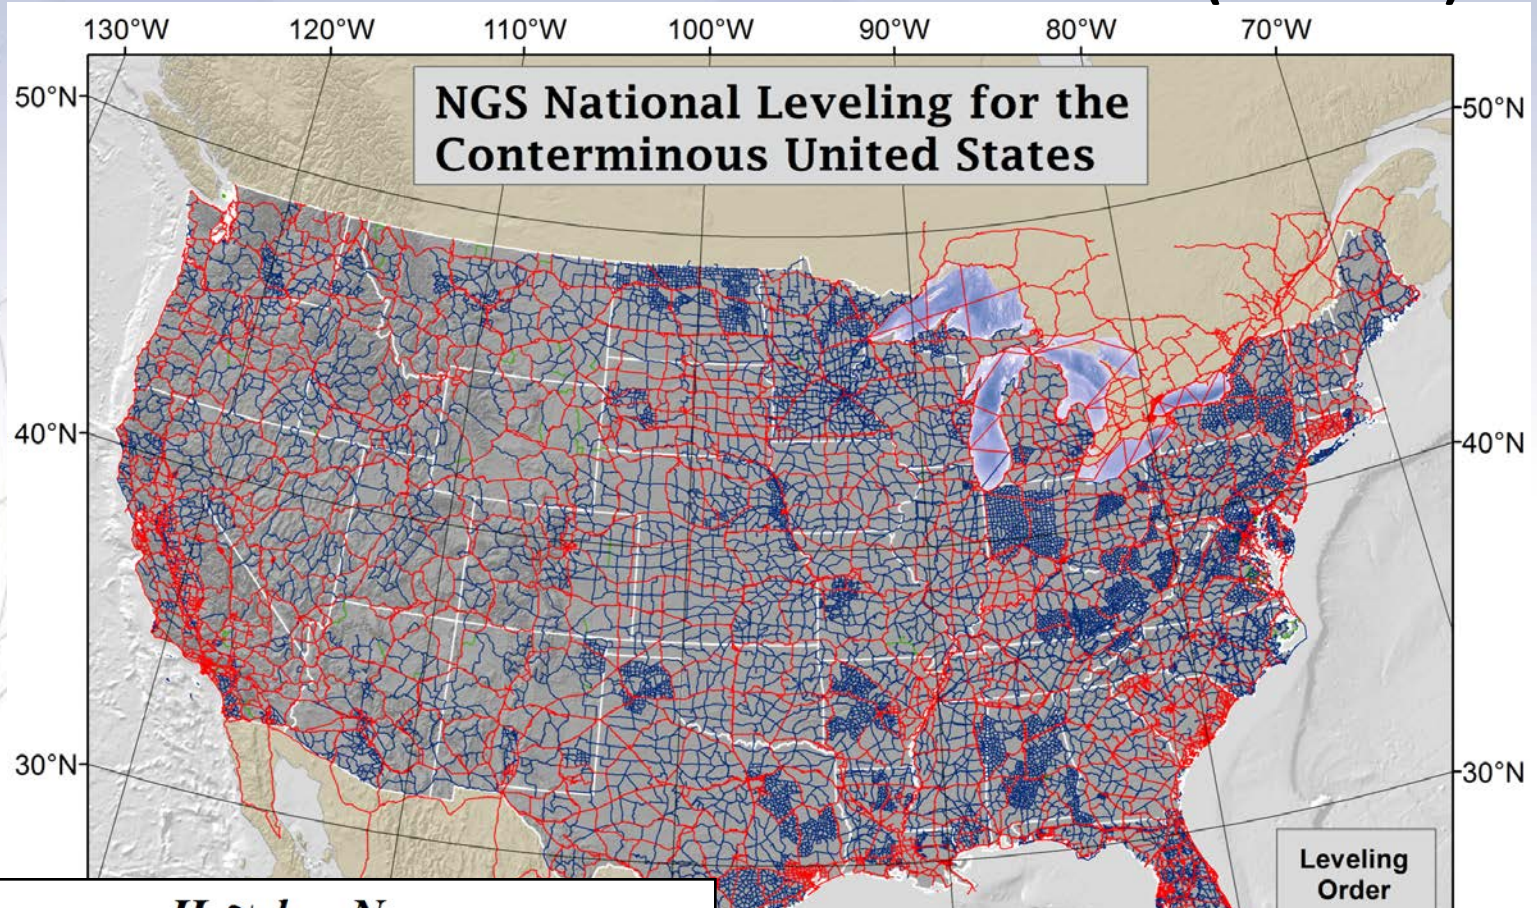 130°W 120°W 110°W 100°W 90°W 80°W 70°W
NGS National Leveling for the
Conterminous United States
50°N 50°N
40°N 40°N
30°N 30°N
Leveling
Order